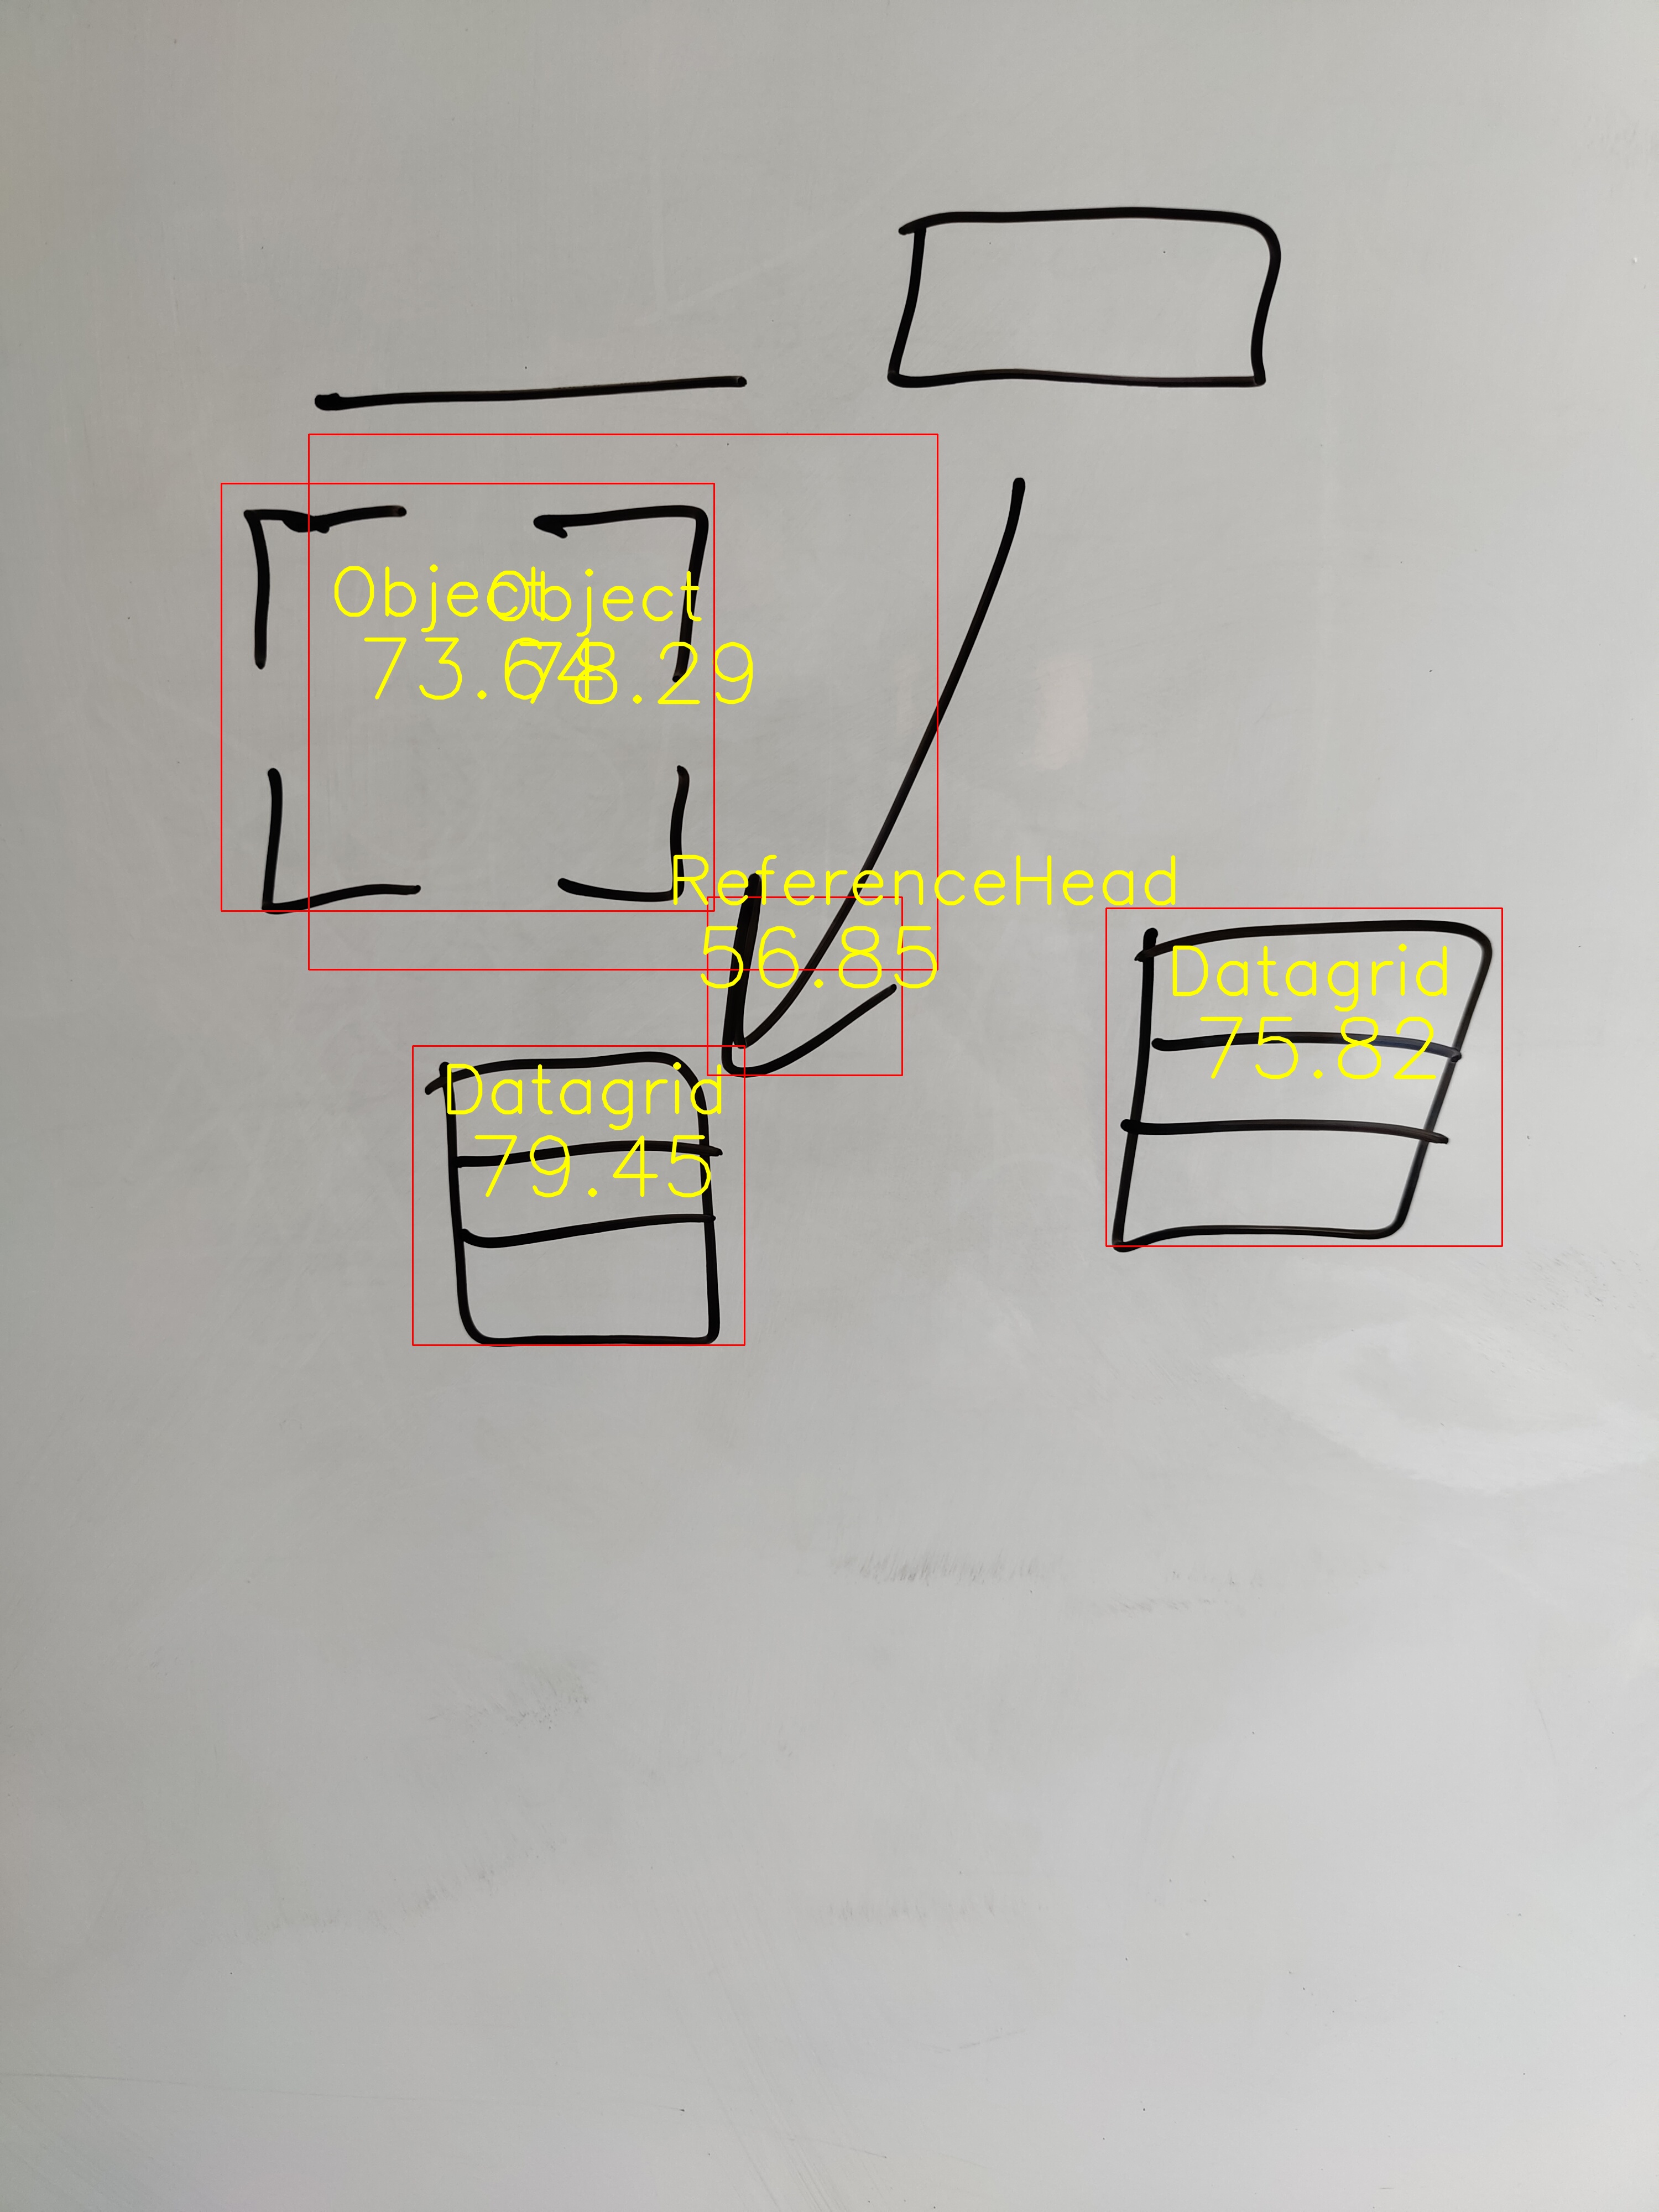 Object
Object
73.64
78.29
ReferenceHead
56.85
Datagrid
75.82
Datagrid
79.45